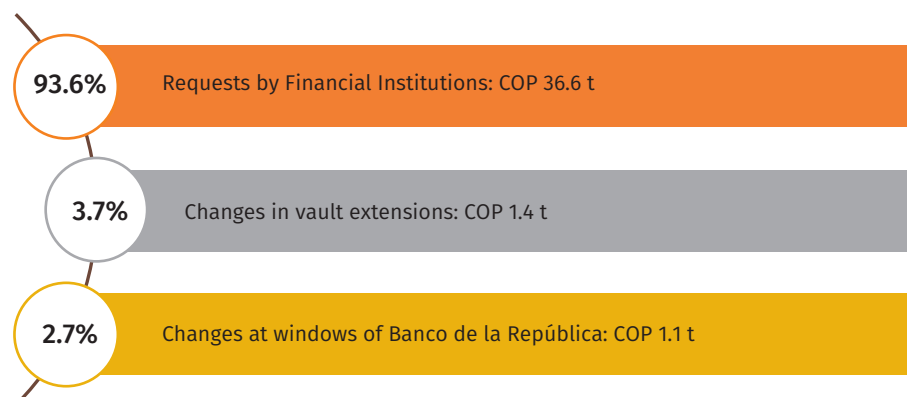 93.6%
Requests by Financial Institutions: COP 36.6 t
3.7%
Changes in vault extensions: COP 1.4 t
2.7%
Changes at windows of Banco de la República: COP 1.1 t